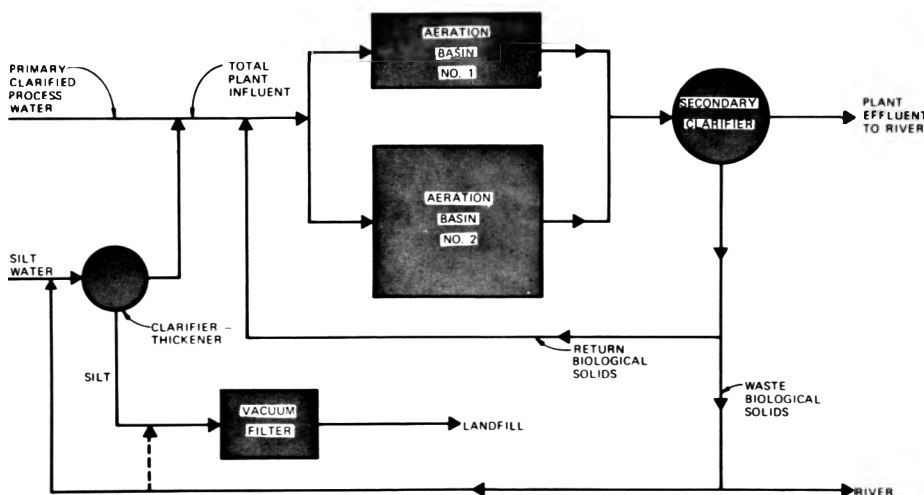 PRIMARY
CLARIFIED
PROCESS
WATER
TOTAL
PLANT
INFLUENT
AERATION
BASIN
NO. 1
SECONDARY
CLARIFIER
PLANT
EFFLUENT
TO RIVER
AERATION
BASIN
NO. 2
SILT
WATER
CLARIFIER –
THICKENER
SILT
RETURN
BIOLOGICAL
SOLIDS
WASTE
BIOLOGICAL
SOLIDS
VACUUM
FILTER
LANDFILL
RIVER